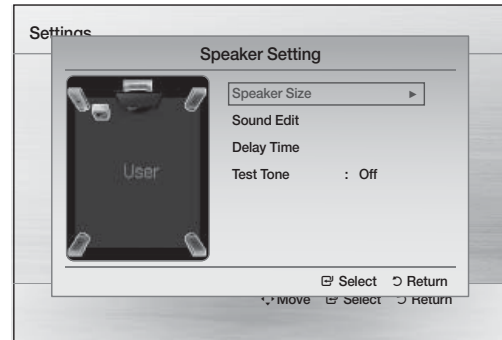 Settings
Speaker Setting
User
Speaker Size ►
Sound Edit
Delay Time
Test Tone : Off
Select Return
Move Select Return